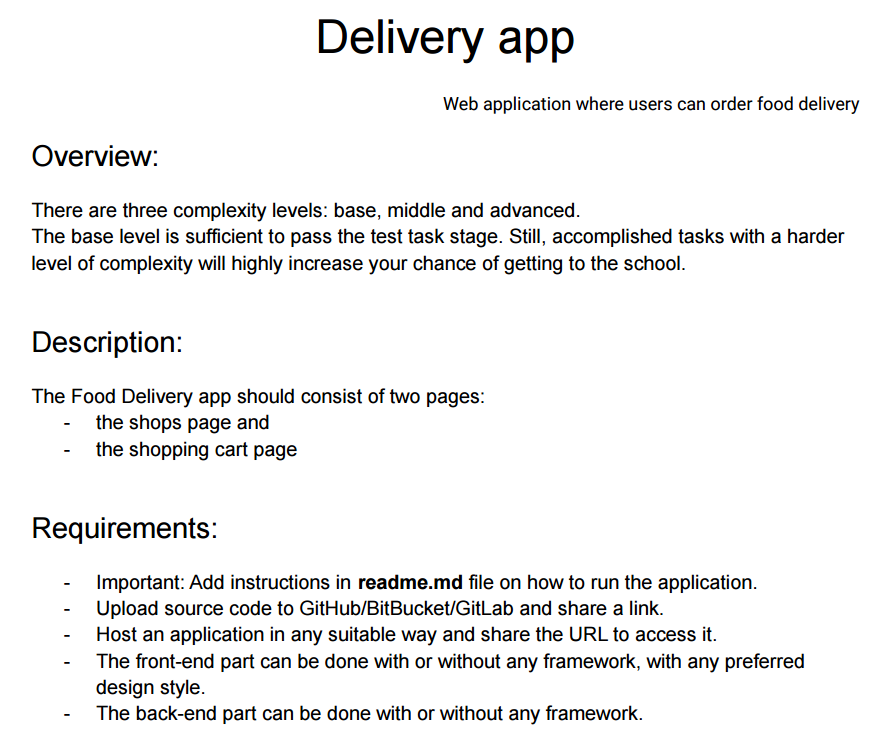 Delivery app
Web application where users can order food delivery
Overview:
There are three complexity levels: base, middle and advanced.
The base level is sufficient to pass the test task stage. Still, accomplished tasks with a harder
level of complexity will highly increase your chance of getting to the school.
Description:
The Food Delivery app should consist of two pages:
- the shops page and
- the shopping cart page
Requirements:
- Important: Add instructions in readme.md file on how to run the application.
- Upload source code to GitHub/BitBucket/GitLab and share a link.
- Host an application in any suitable way and share the URL to access it.
- The front-end part can be done with or without any framework, with any preferred
design style.
- The back-end part can be done with or without any framework.